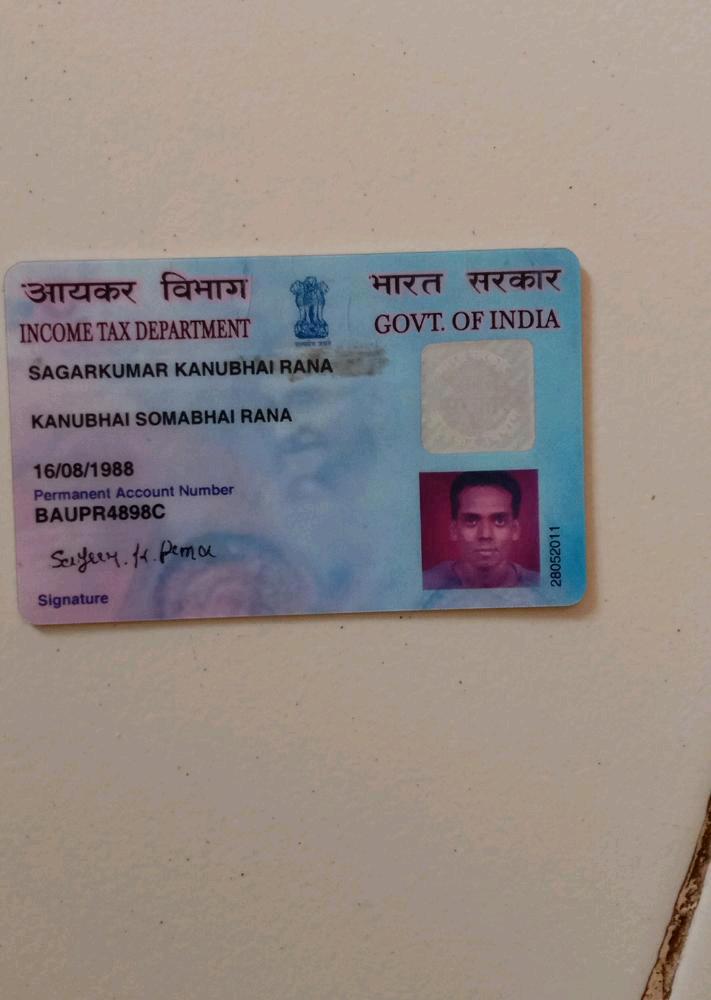 आयकर विभाग
INCOME TAX DEPARTMENT
भारत सरकार
GOVT. OF INDIA
SAGARKUMAR KANUBHAI RANA
KANUBHAI SOMABHAI RANA
16/08/1988
Permanent Account Number
BAUPR4898C
Signature
28052011